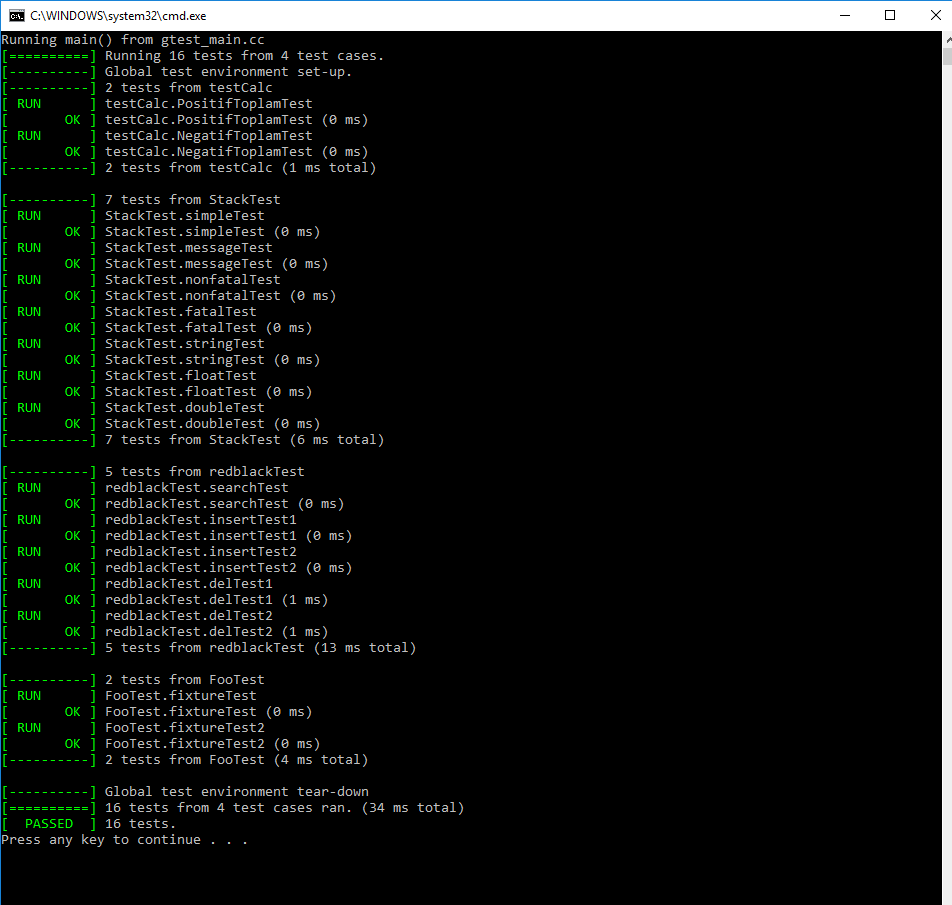 C:\WINDOWS\system32\cmd.exe
Running main() from gtest_main.cc
[==========] Running 16 tests from 4 test cases.
[----------] Global test environment set-up.
[----------] 2 tests from testCalc
[ RUN      ] testCalc.PositifToplamTest
[       OK ] testCalc.PositifToplamTest (0 ms)
[ RUN      ] testCalc.NegatifToplamTest
[       OK ] testCalc.NegatifToplamTest (0 ms)
[----------] 2 tests from testCalc (1 ms total)
[----------] 7 tests from StackTest
[ RUN      ] StackTest.simpleTest
[       OK ] StackTest.simpleTest (0 ms)
[ RUN      ] StackTest.messageTest
[       OK ] StackTest.messageTest (0 ms)
[ RUN      ] StackTest.nonfatalTest
[       OK ] StackTest.nonfatalTest (0 ms)
[ RUN      ] StackTest.fatalTest
[       OK ] StackTest.fatalTest (0 ms)
[ RUN      ] StackTest.stringTest
[       OK ] StackTest.stringTest (0 ms)
[ RUN      ] StackTest.floatTest
[       OK ] StackTest.floatTest (0 ms)
[ RUN      ] StackTest.doubleTest
[       OK ] StackTest.doubleTest (0 ms)
[----------] 7 tests from StackTest (6 ms total)
[----------] 5 tests from redblackTest
[ RUN      ] redblackTest.searchTest
[       OK ] redblackTest.searchTest (0 ms)
[ RUN      ] redblackTest.insertTest1
[       OK ] redblackTest.insertTest1 (0 ms)
[ RUN      ] redblackTest.insertTest2
[       OK ] redblackTest.insertTest2 (0 ms)
[ RUN      ] redblackTest.delTest1
[       OK ] redblackTest.delTest1 (1 ms)
[ RUN      ] redblackTest.delTest2
[       OK ] redblackTest.delTest2 (1 ms)
[----------] 5 tests from redblackTest (13 ms total)
[----------] 2 tests from FooTest
[ RUN      ] FooTest.fixtureTest
[       OK ] FooTest.fixtureTest (0 ms)
[ RUN      ] FooTest.fixtureTest2
[       OK ] FooTest.fixtureTest2 (0 ms)
[----------] 2 tests from FooTest (4 ms total)
[----------] Global test environment tear-down
[==========] 16 tests from 4 test cases ran. (34 ms total)
[  PASSED  ] 16 tests.
Press any key to continue . . .